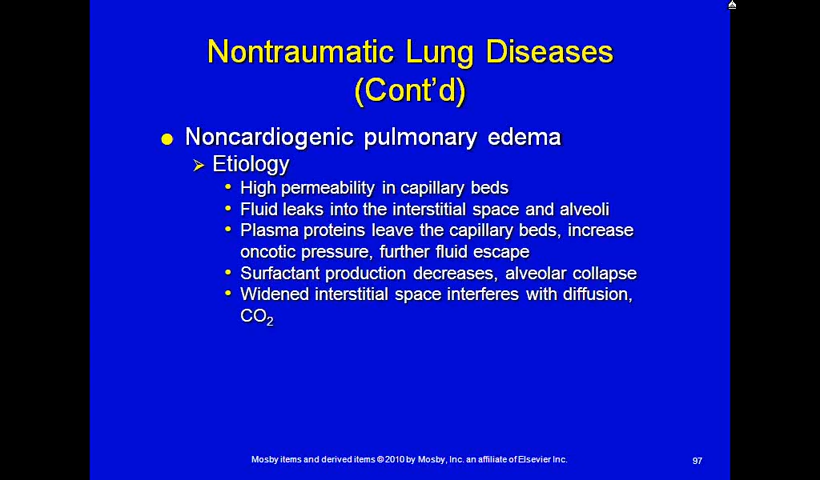 Nontraumatic Lung Diseases
(Cont’d)
Noncardiogenic pulmonary edema
Etiology
High permeability in capillary beds
Fluid leaks into the interstitial space and alveoli
Plasma proteins leave the capillary beds, increase
oncotic pressure, further fluid escape
Surfactant production decreases, alveolar collapse
Widened interstitial space interferes with diffusion,
CO₂
Mosby items and derived items © 2010 by Mosby, Inc. an affiliate of Elsevier Inc.
97